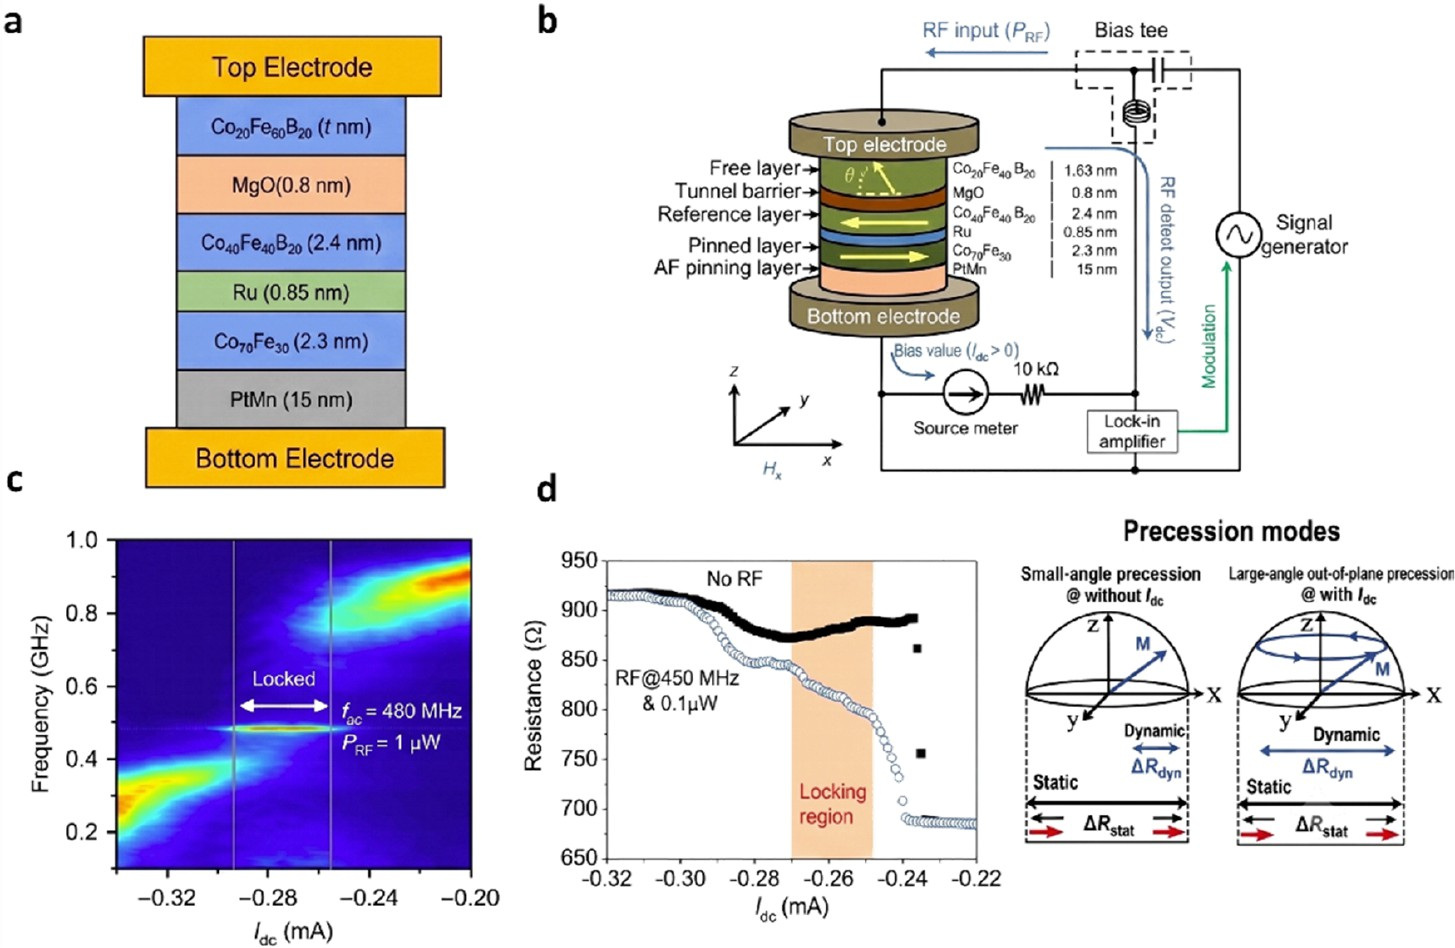 a
Top Electrode
Co20Fe60B20 (t nm)
MgO(0.8 nm)
Co40Fe40B20 (2.4 nm)
Ru (0.85 nm)
Co70Fe30 (2.3 nm)
PtMn (15 nm)
Bottom Electrode
b
RF input (PRF)
Bias tee
Top electrode
Free layer
Tunnel barrier
Reference layer
Pinned layer
AF pinning layer
θ
Co20Fe40B20 1.63 nm
MgO 0.8 nm
Co40Fe40B20 2.4 nm
Ru 0.85 nm
Co70Fe30 2.3 nm
PtMn 15 nm
Bottom electrode
RF deteot output (Vdc)
Signal
generator
Modulation
Bias value (Idc > 0)
10 kΩ
Source meter
Lock-in
amplifier
z
y
x
Hx
c
1.0
0.8
0.6
0.4
0.2
Frequency (GHz)
Locked
fac = 480 MHz
PRF = 1 µW
−0.32
−0.28
−0.24
−0.20
Idc (mA)
d
950
900
850
800
750
700
650
Resistance (Ω)
No RF
RF@450 MHz
& 0.1µW
Locking
region
-0.32
-0.30
-0.28
-0.26
-0.24
-0.22
Idc (mA)
Precession modes
Small-angle precession
@ without Idc
Z
M
X
y
Dynamic
ΔRdyn
Static
ΔRstat
Large-angle out-of-plane precession
@ with Idc
Z
M
X
y
Dynamic
ΔRdyn
Static
ΔRstat